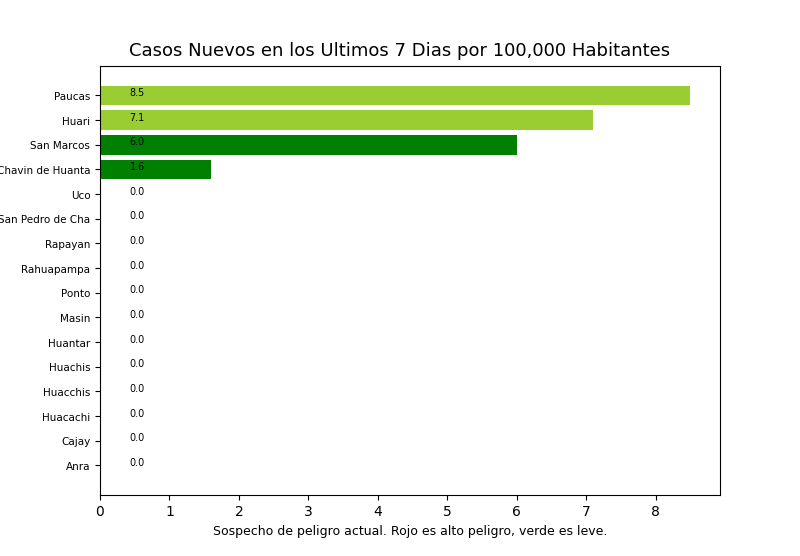 Casos Nuevos en los Ultimos 7 Dias por 100,000 Habitantes
Paucas 8.5
Huari 7.1
San Marcos 6.0
Chavin de Huanta 1.6
Uco 0.0
San Pedro de Cha 0.0
Rapayan 0.0
Rahuapampa 0.0
Ponto 0.0
Masin 0.0
Huantar 0.0
Huachis 0.0
Huacchis 0.0
Huacachi 0.0
Cajay 0.0
Anra 0.0
0 1 2 3 4 5 6 7 8
Sospecho de peligro actual. Rojo es alto peligro, verde es leve.